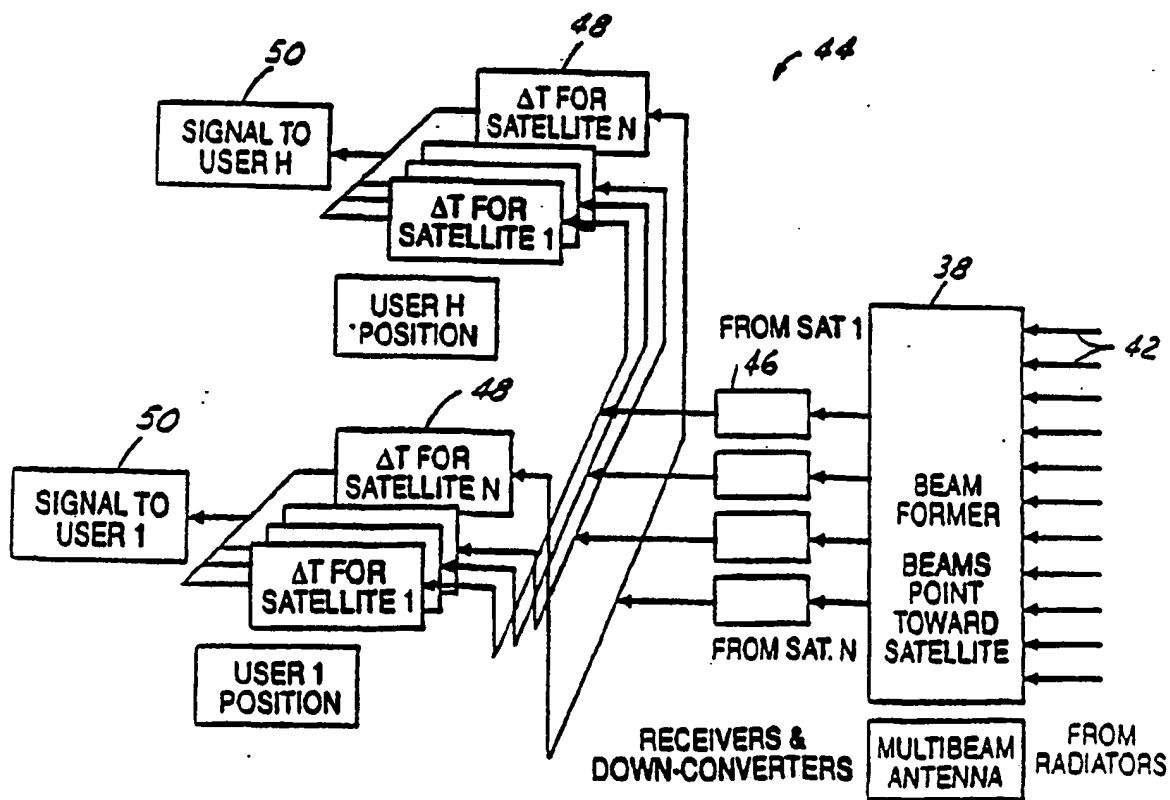 50
48
44
ΔT FOR
SATELLITE N
SIGNAL TO
USER H
ΔT FOR
SATELLITE 1
USER H
POSITION
38
FROM SAT 1
42
46
50
48
ΔT FOR
SATELLITE N
SIGNAL TO
USER 1
ΔT FOR
SATELLITE 1
USER 1
POSITION
BEAM
FORMER
BEAMS
POINT
TOWARD
SATELLITE
FROM SAT. N
RECEIVERS &
DOWN-CONVERTERS
MULTIBEAM
ANTENNA
FROM
RADIATORS